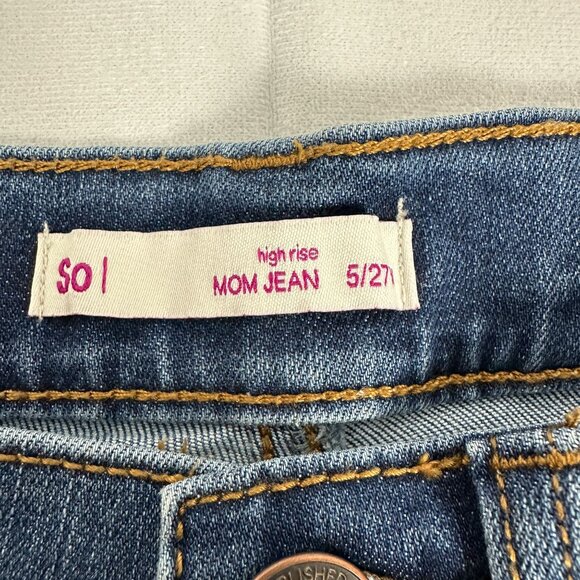 SO |
high rise
MOM JEAN 5/27